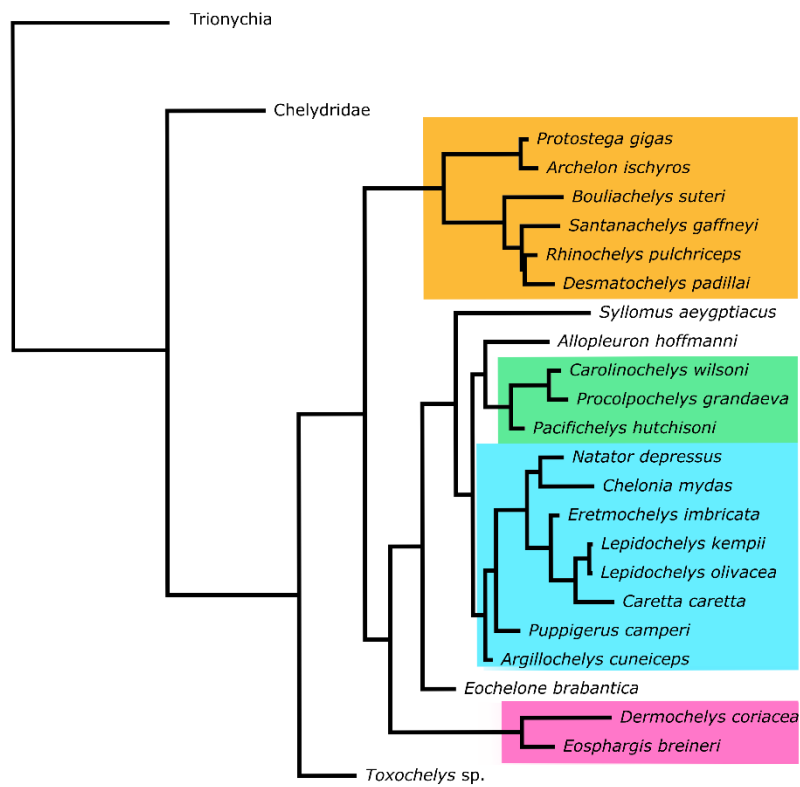 Trionychia
Chelydridae
Protostega gigas
Archelon ischyros
Bouliachelys suteri
Santanachelys gaffneyi
Rhinochelys pulchriceps
Desmatochelys padillai
Syllomus aeygptiacus
Allopleuron hoffmanni
Carolinochelys wilsoni
Procolpochelys grandaeva
Pacifichelys hutchisoni
Natator depressus
Chelonia mydas
Eretmochelys imbricata
Lepidochelys kempii
Lepidochelys olivacea
Caretta caretta
Puppigerus camperi
Argillochelys cuneiceps
Eochelone brabantica
Dermochelys coriacea
Eosphargis breineri
Toxochelys sp.